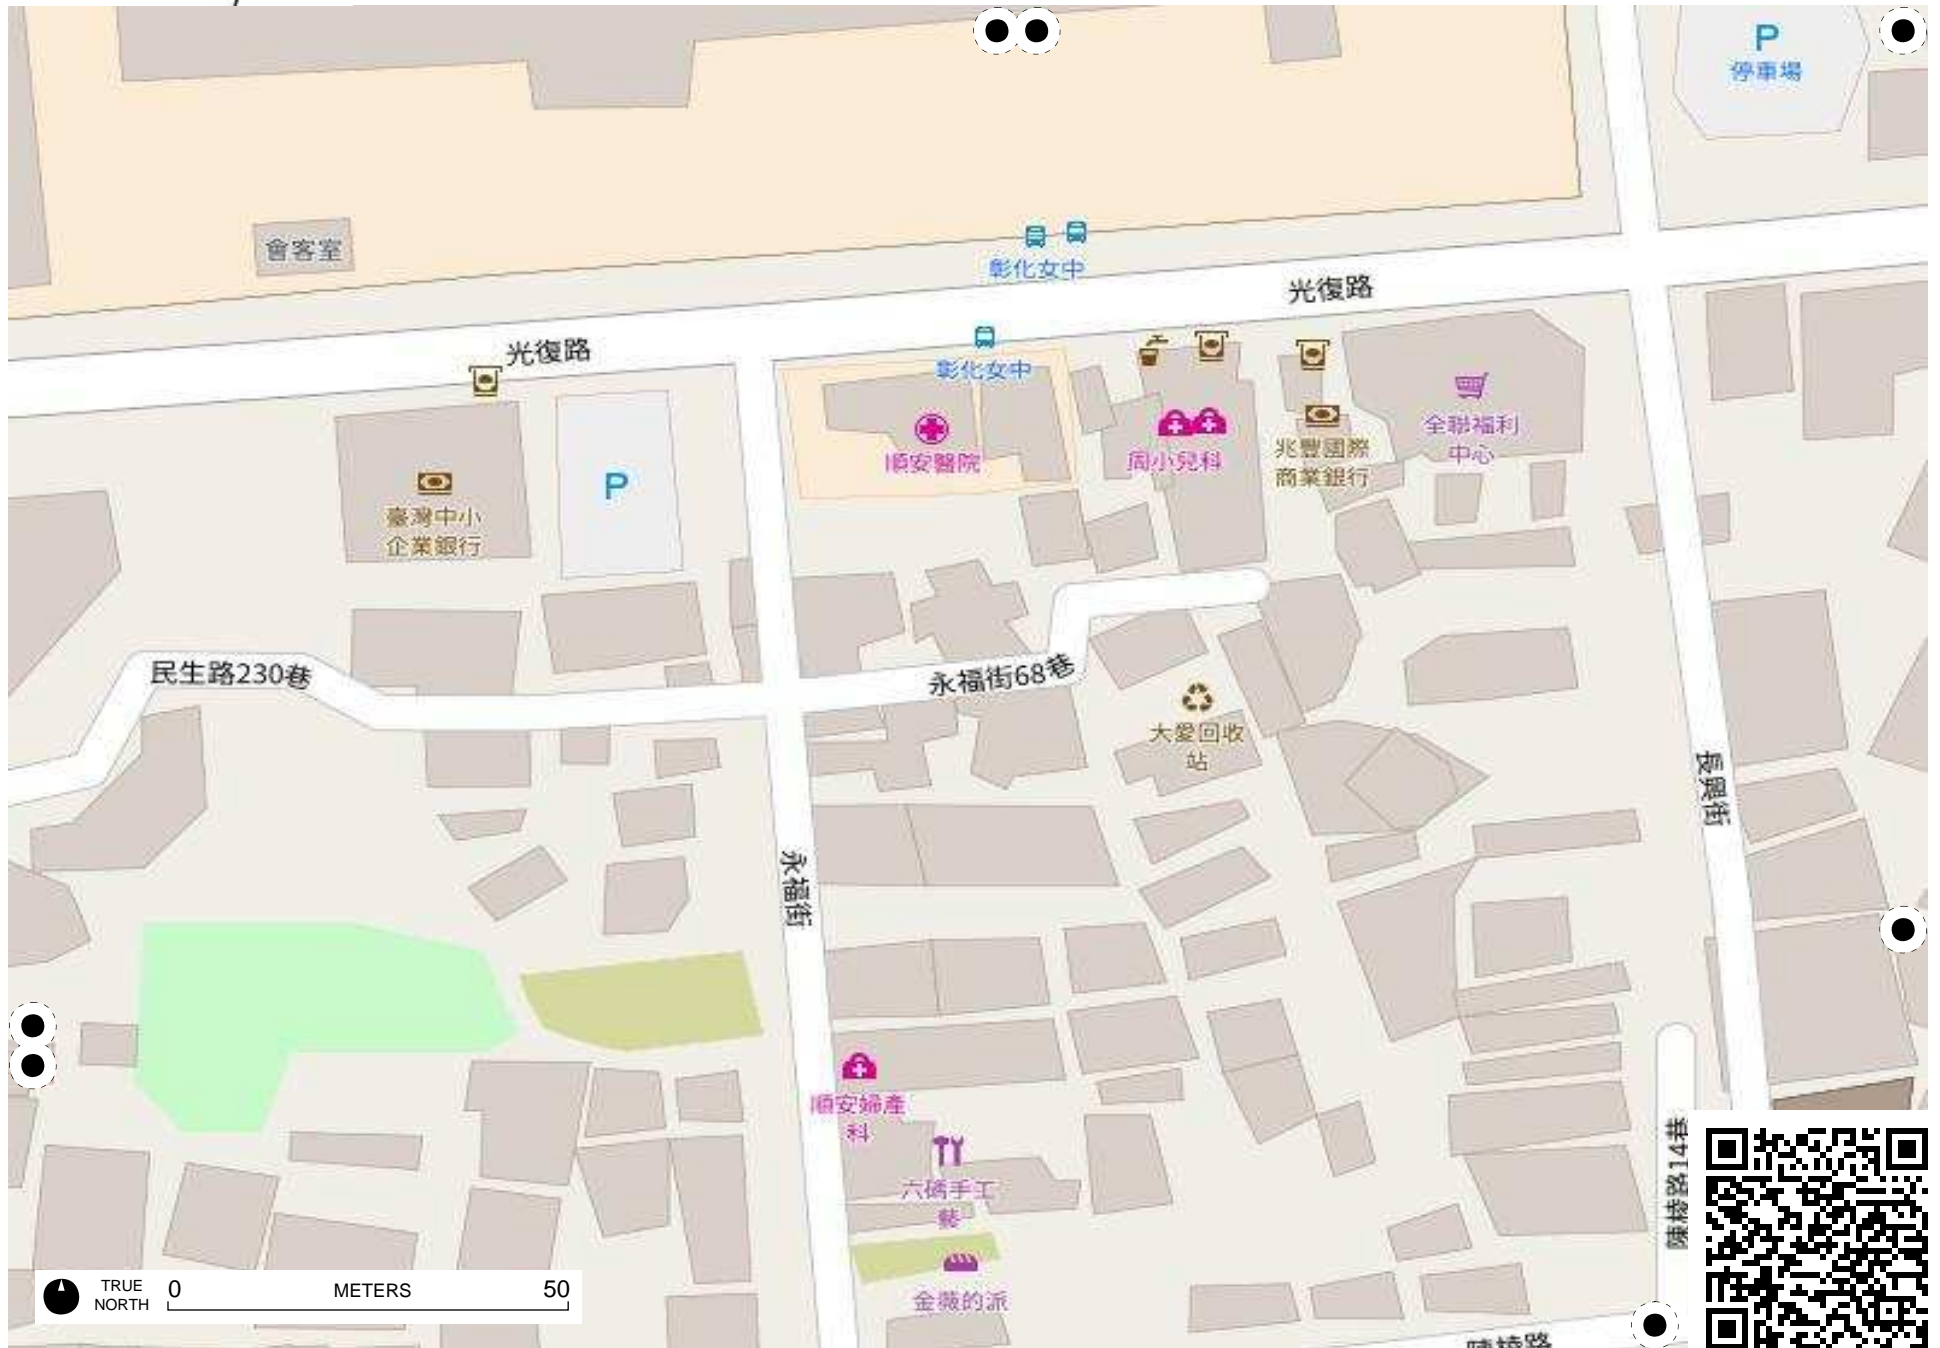 P
停車場
會客室
彰化女中
光復路
光復路
彰化女中
全聯福利
中心
順安醫院
周小兒科
兆豐國際
商業銀行
P
臺灣中小
企業銀行
民生路230巷
永福街68巷
大愛回收
站
長興街
永福街
順安婦產
科
六碼手工
藝
陳稜路14巷
金薇的派
陳稜路
TRUE
NORTH
0
METERS
50